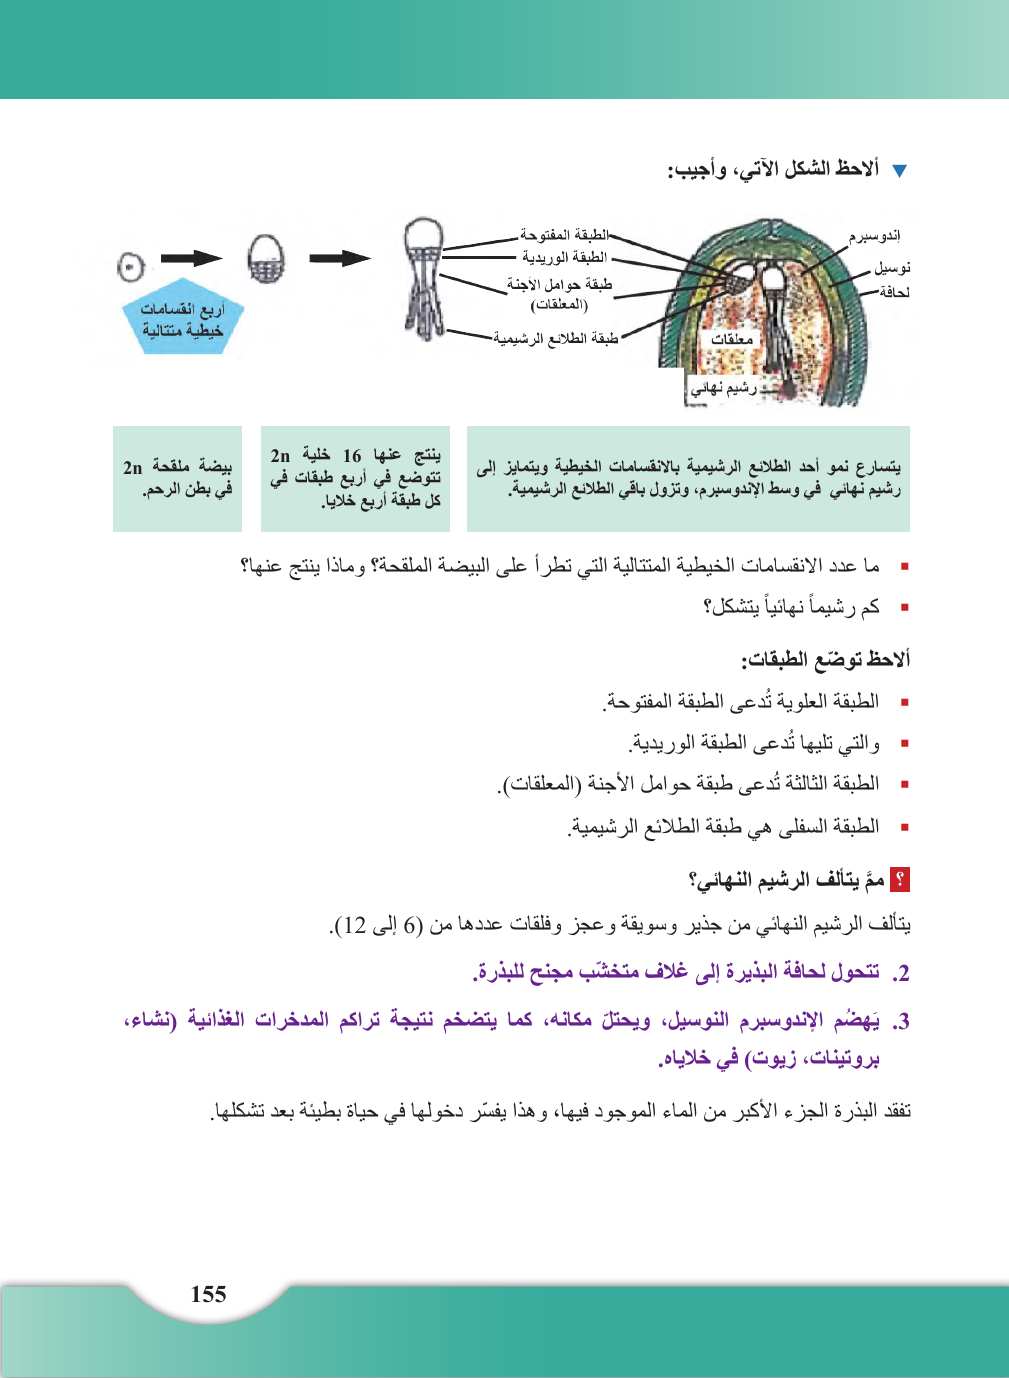 ألاحظ الشكل الآتي، وأجيب:
الطبقة المفتوحة
الطبقة الوريدية
طبقة حوامل الأجنة
(المعلقات)
طبقة الطلائع الرشيمية
إندوسبرم
نوسيل
لحافة
معلقات
رشيم نهائي
أربع انقسامات
خيطية متتالية
بيضة ملقحة 2n
في بطن الرحم.
ينتج عنها 16 خلية 2n
تتوضع في أربع طبقات في
كل طبقة أربع خلايا.
يتسارع نمو أحد الطلائع الرشيمية بالانقسامات الخيطية ويتمايز إلى
رشيم نهائي في وسط الإندوسبرم، وتزول باقي الطلائع الرشيمية.
▪ ما عدد الانقسامات الخيطية المتتالية التي تطرأ على البيضة الملقحة؟ وماذا ينتج عنها؟
▪ كم رشيماً نهائياً يتشكل؟
ألاحظ توضّع الطبقات:
▪ الطبقة العلوية تُدعى الطبقة المفتوحة.
▪ والتي تليها تُدعى الطبقة الوريدية.
▪ الطبقة الثالثة تُدعى طبقة حوامل الأجنة (المعلقات).
▪ الطبقة السفلى هي طبقة الطلائع الرشيمية.
؟ ممَّ يتألف الرشيم النهائي؟
يتألف الرشيم النهائي من جذير وسويقة وعجز وفلقات عددها من (6 إلى 12).
2. تتحول لحافة البذيرة إلى غلاف متخشّب مجنح للبذرة.
3. يَهضُم الإندوسبرم النوسيل، ويحتلّ مكانه، كما يتضخم نتيجة تراكم المدخرات الغذائية (نشاء،
بروتينات، زيوت) في خلاياه.
تفقد البذرة الجزء الأكبر من الماء الموجود فيها، وهذا يفسّر دخولها في حياة بطيئة بعد تشكلها.
155